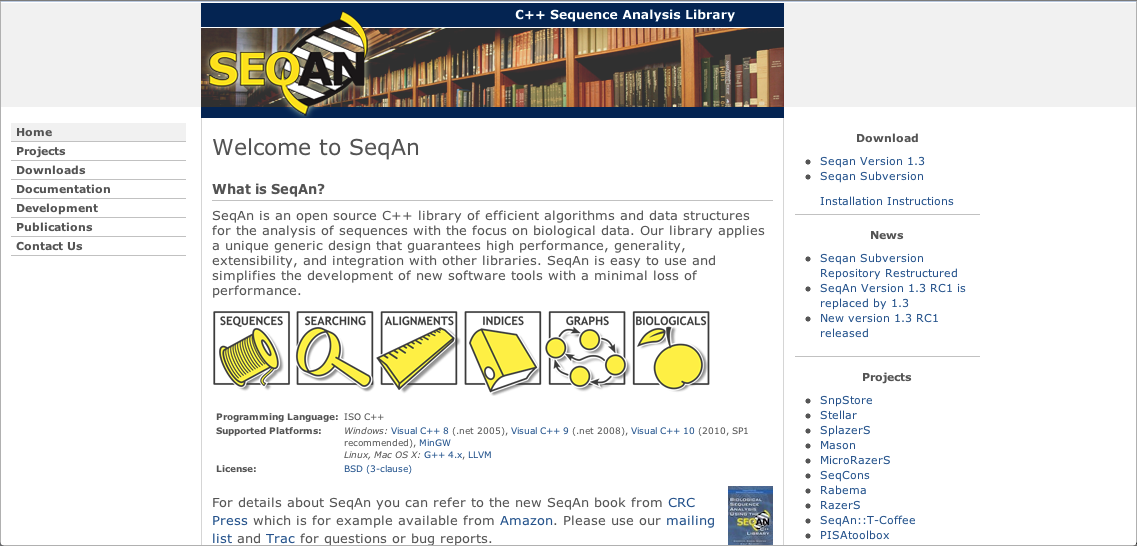 C++ Sequence Analysis Library
SEQAN
Home
Projects
Downloads
Documentation
Development
Publications
Contact Us
Welcome to SeqAn
What is SeqAn?
SeqAn is an open source C++ library of efficient algorithms and data structures
for the analysis of sequences with the focus on biological data. Our library applies
a unique generic design that guarantees high performance, generality,
extensibility, and integration with other libraries. SeqAn is easy to use and
simplifies the development of new software tools with a minimal loss of
performance.
SEQUENCES SEARCHING ALIGNMENTS INDICES GRAPHS BIOLOGICALS
Programming Language: ISO C++
Supported Platforms: Windows: Visual C++ 8 (.net 2005), Visual C++ 9 (.net 2008), Visual C++ 10 (2010, SP1
recommended), MinGW
Linux, Mac OS X: G++ 4.x, LLVM
License: BSD (3-clause)
For details about SeqAn you can refer to the new SeqAn book from CRC
Press which is for example available from Amazon. Please use our mailing
list and Trac for questions or bug reports.
BIOLOGICAL
SEQUENCE
ANALYSIS
USING THE
SEQAN
C++
LIBRARY
Download
Seqan Version 1.3
Seqan Subversion
Installation Instructions
News
Seqan Subversion
Repository Restructured
SeqAn Version 1.3 RC1 is
replaced by 1.3
New version 1.3 RC1
released
Projects
SnpStore
Stellar
SplazerS
Mason
MicroRazerS
SeqCons
Rabema
RazerS
SeqAn::T-Coffee
PISAtoolbox